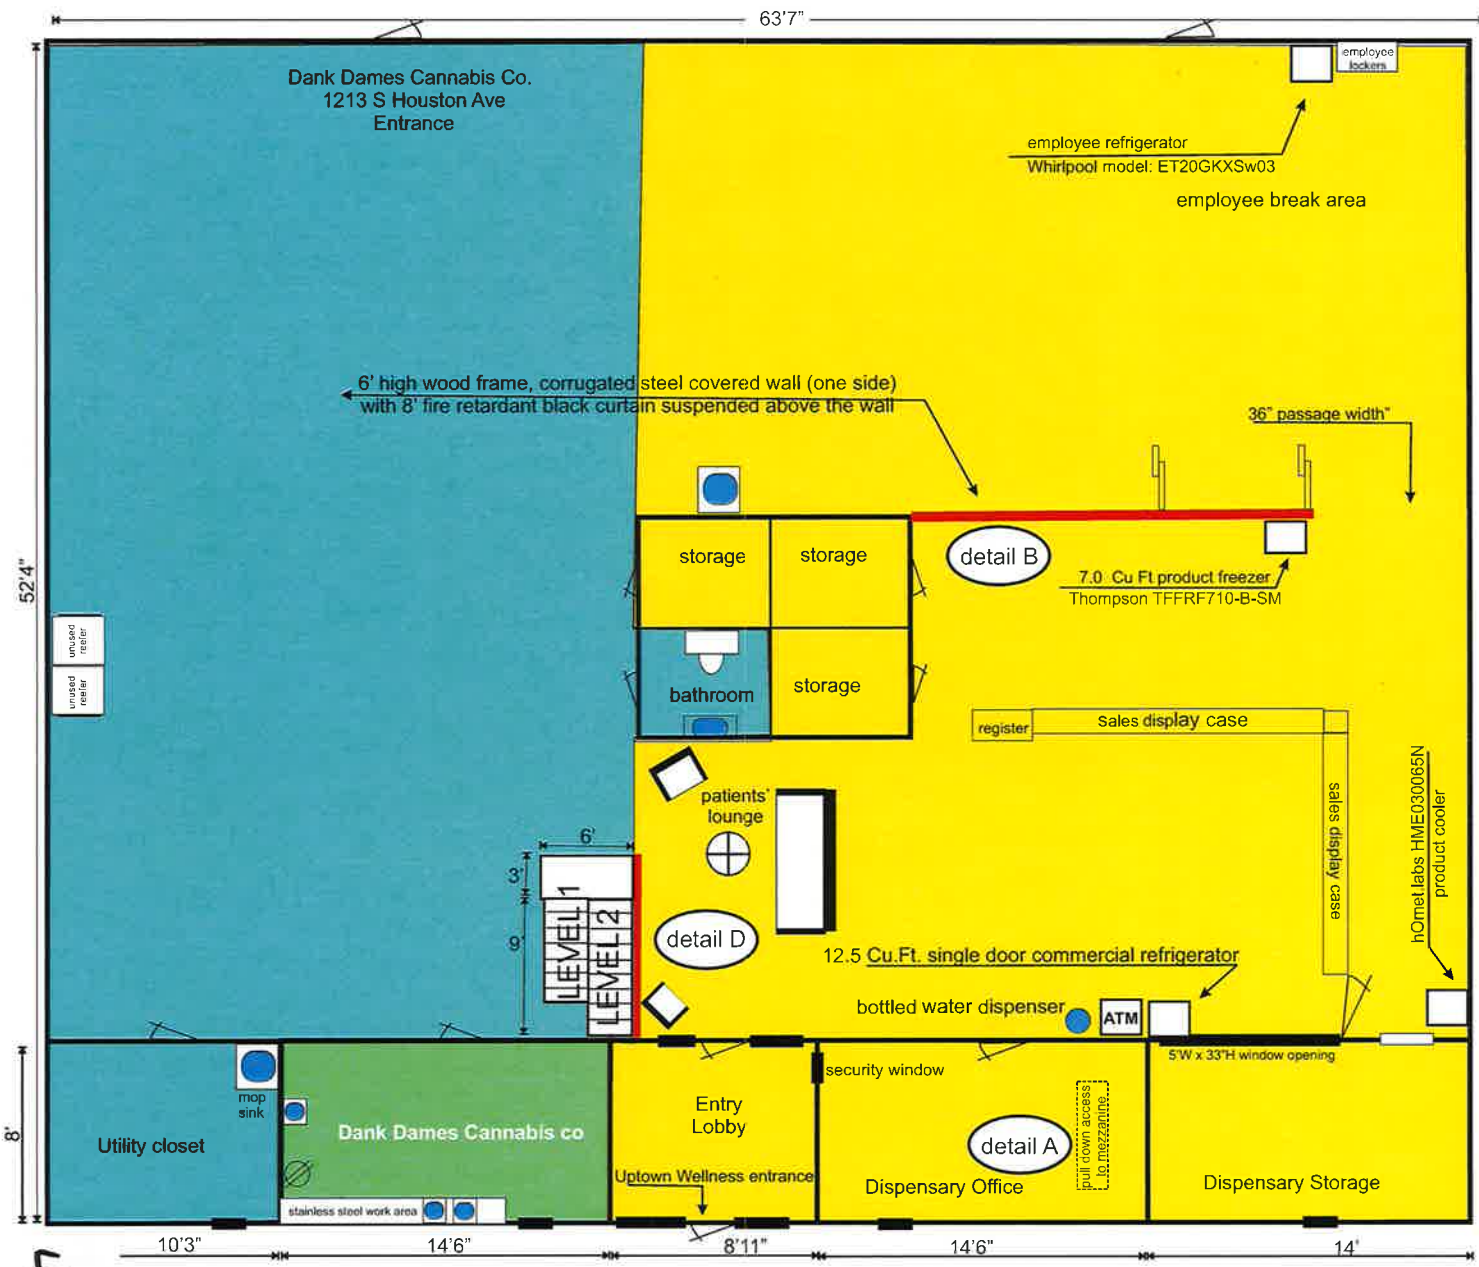 63'7"
Dank Dames Cannabis Co.
1213 S Houston Ave
Entrance
employee
lockers
employee refrigerator
Whirlpool model: ET20GKXSw03
employee break area
6' high wood frame, corrugated steel covered wall (one side)
with 8' fire retardant black curtain suspended above the wall
36" passage width"
52'4"
storage
storage
detail B
7.0 Cu Ft product freezer
Thompson TFFRF710-B-SM
unused
reefer
unused
reefer
bathroom
storage
register
sales display case
sales display case
hOmeLabs HME030065N
product cooler
patients'
lounge
6'
3'
9'
LEVEL 1
LEVEL 2
detail D
12.5 Cu.Ft. single door commercial refrigerator
bottled water dispenser
ATM
5'W x 33"H window opening
security window
mop
sink
8'
Utility closet
Dank Dames Cannabis co
Entry
Lobby
detail A
pull down access
to mezzanine
Uptown Wellness entrance
Dispensary Office
Dispensary Storage
stainless steel work area
10'3"
14'6"
8'11"
14'6"
14'